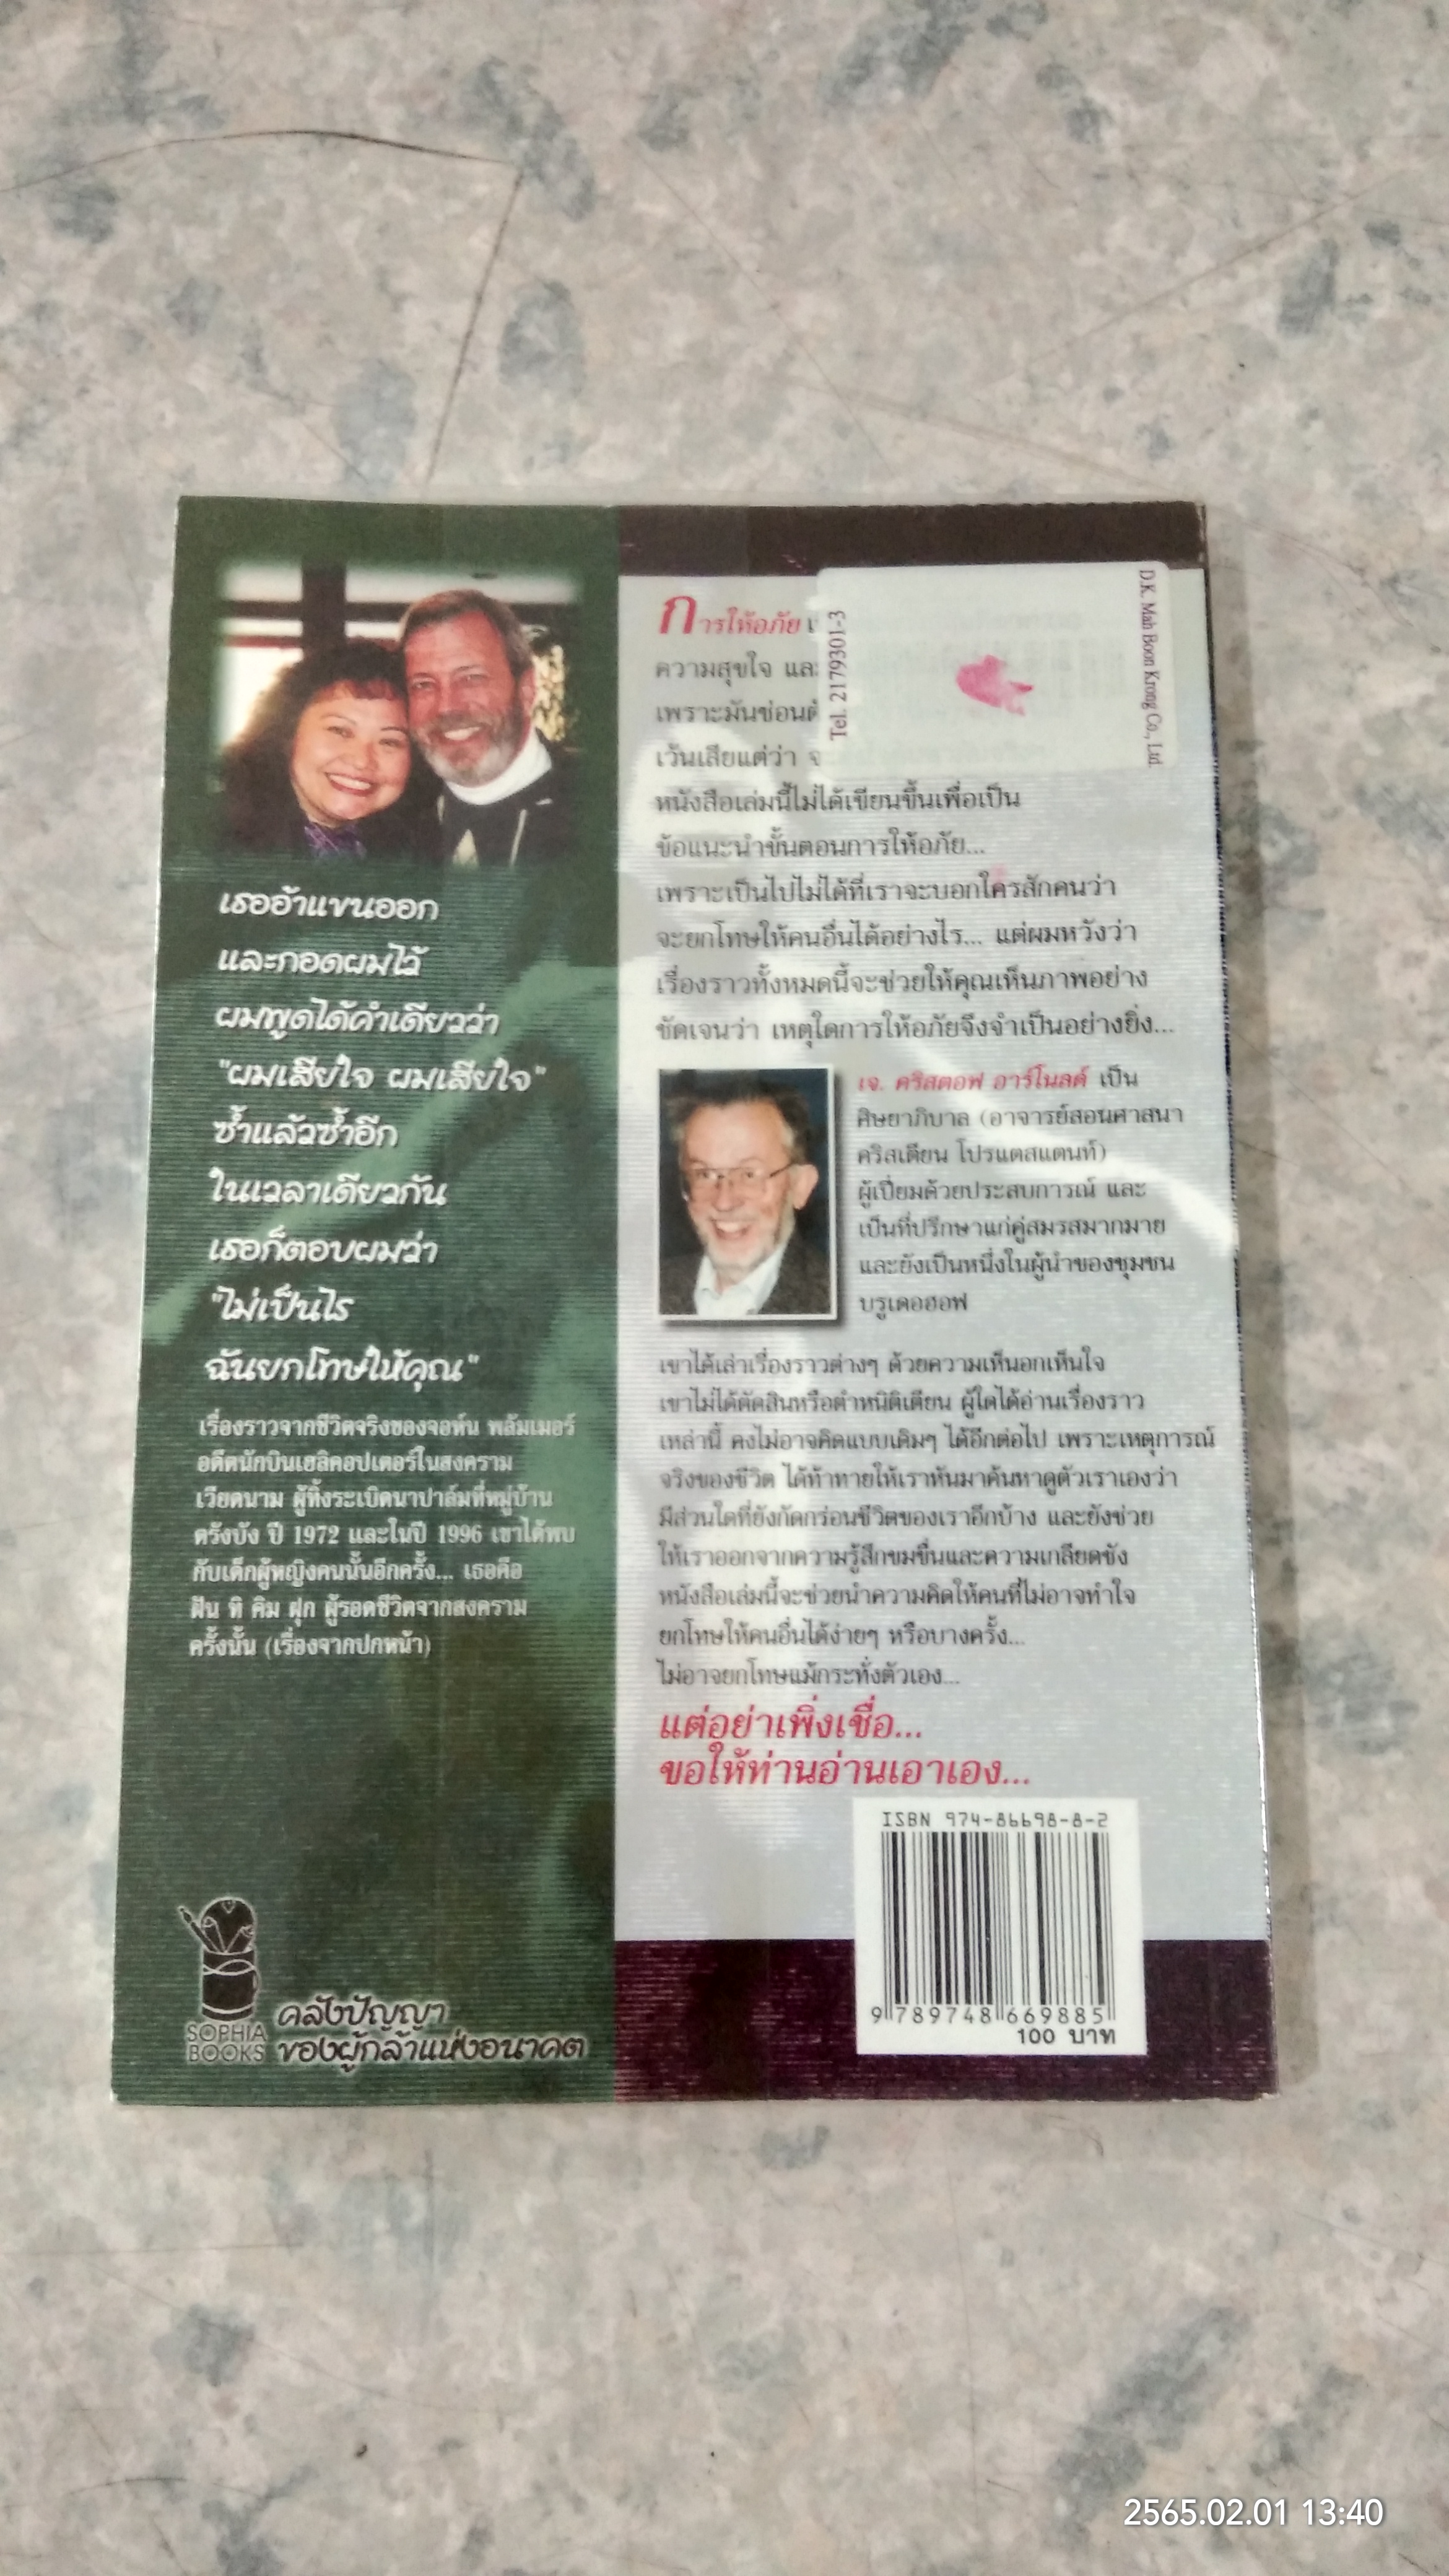 เธออ้าแขนออก
และกอดผมไว้
ผมพูดได้คำเดียวว่า
"ผมเสียใจ ผมเสียใจ"
ซ้ำแล้วซ้ำอีก
ในเวลาเดียวกัน
เธอก็ตอบผมว่า
"ไม่เป็นไร
ฉันยกโทษให้คุณ"
เรื่องราวจากชีวิตจริงของจอห์น พลัมเมอร์
อดีตนักบินเฮลิคอปเตอร์ในสงคราม
เวียดนาม ผู้ทิ้งระเบิดนาปาล์มที่หมู่บ้าน
ตรังบัง ปี 1972 และในปี 1996 เขาได้พบ
กับเด็กผู้หญิงคนนั้นอีกครั้ง... เธอคือ
ฝัน ทิ คิม ฝุก ผู้รอดชีวิตจากสงคราม
ครั้งนั้น (เรื่องจากปกหน้า)
SOPHIA
BOOKS
คลังปัญญา
ของผู้กล้าแห่งอนาคต
การให้อภัย
ความสุขใจ และ
เพราะมันซ่อน
เว้นเสียแต่ว่า
Tel. 2179301-3
D.K. Mah Boon Krong Co., Ltd.
หนังสือเล่มนี้ไม่ได้เขียนขึ้นเพื่อเป็น
ข้อแนะนำขั้นตอนการให้อภัย...
เพราะเป็นไปไม่ได้ที่เราจะบอกใครสักคนว่า
จะยกโทษให้คนอื่นได้อย่างไร... แต่ผมหวังว่า
เรื่องราวทั้งหมดนี้จะช่วยให้คุณเห็นภาพอย่าง
ชัดเจนว่า เหตุใดการให้อภัยจึงจำเป็นอย่างยิ่ง...
เจ. คริสตอฟ อาร์โนลด์ เป็น
ศิษยาภิบาล (อาจารย์สอนศาสนา
คริสเตียน โปรแตสแตนท์)
ผู้เปี่ยมด้วยประสบการณ์ และ
เป็นที่ปรึกษาแก่คู่สมรสมากมาย
และยังเป็นหนึ่งในผู้นำของชุมชน
บรูเดอฮอฟ
เขาได้เล่าเรื่องราวต่างๆ ด้วยความเห็นอกเห็นใจ
เขาไม่ได้ตัดสินหรือตำหนิติเตียน ผู้ใดได้อ่านเรื่องราว
เหล่านี้ คงไม่อาจคิดแบบเดิมๆ ได้อีกต่อไป เพราะเหตุการณ์
จริงของชีวิต ได้ท้าทายให้เราหันมาค้นหาดูตัวเราเองว่า
มีส่วนใดที่ยังกัดกร่อนชีวิตของเราอีกบ้าง และยังช่วย
ให้เราออกจากความรู้สึกขมขื่นและความเกลียดชัง
หนังสือเล่มนี้จะช่วยนำความคิดให้คนที่ไม่อาจทำใจ
ยกโทษให้คนอื่นได้ง่ายๆ หรือบางครั้ง...
ไม่อาจยกโทษแม้กระทั่งตัวเอง...
แต่อย่าเพิ่งเชื่อ...
ขอให้ท่านอ่านเอาเอง...
ISBN 974-86698-8-2
9 789748 669885
100 บาท
2565.02.01 13:40